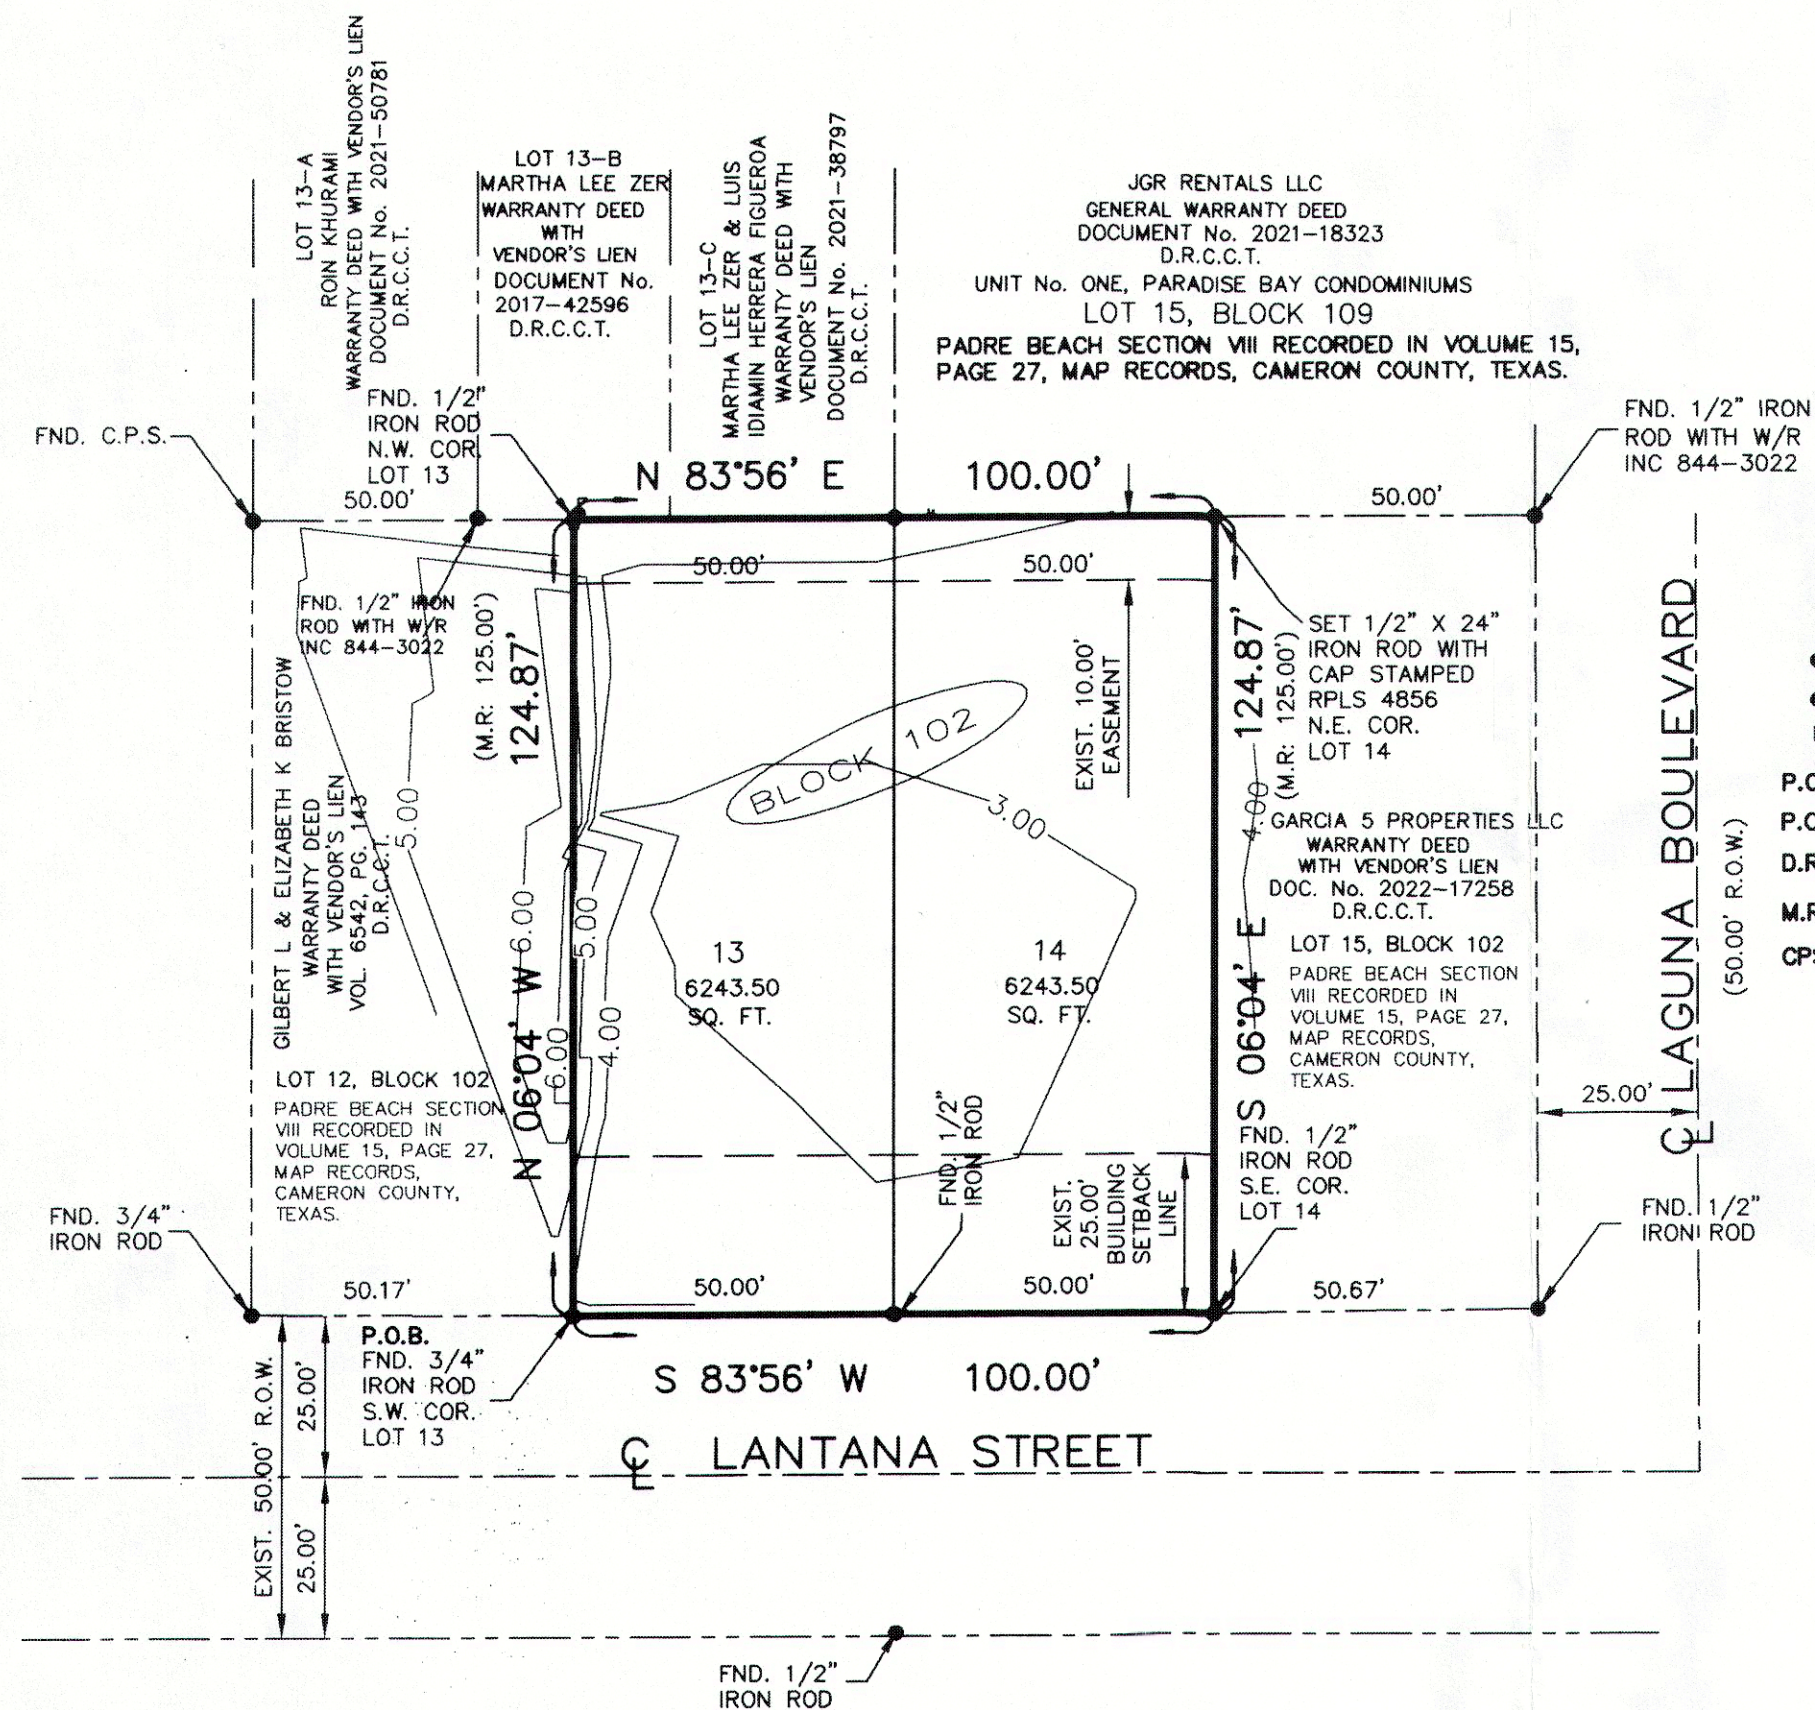 LOT 13-A
ROIN KHURAMI
WARRANTY DEED WITH VENDOR'S LIEN
DOCUMENT No. 2021-50781
D.R.C.C.T.
LOT 13-B
MARTHA LEE ZER
WARRANTY DEED
WITH
VENDOR'S LIEN
DOCUMENT No.
2017-42596
D.R.C.C.T.
LOT 13-C
MARTHA LEE ZER & LUIS
IDIAMIN HERRERA FIGUEROA
WARRANTY DEED WITH
VENDOR'S LIEN
DOCUMENT No. 2021-38797
D.R.C.C.T.
JGR RENTALS LLC
GENERAL WARRANTY DEED
DOCUMENT No. 2021-18323
D.R.C.C.T.
UNIT No. ONE, PARADISE BAY CONDOMINIUMS
LOT 15, BLOCK 109
PADRE BEACH SECTION VIII RECORDED IN VOLUME 15,
PAGE 27, MAP RECORDS, CAMERON COUNTY, TEXAS.
FND. C.P.S.
FND. 1/2"
IRON ROD
N.W. COR.
LOT 13
50.00'
N 83°56' E 100.00'
50.00'
FND. 1/2" IRON
ROD WITH W/R
INC 844-3022
50.00'
50.00'
FND. 1/2" IRON
ROD WITH W/R
INC 844-3022
(M.R: 125.00')
124.87'
N 06°04' W
EXIST. 10.00'
EASEMENT
124.87'
(M.R: 125.00')
S 06°04' E
SET 1/2" X 24"
IRON ROD WITH
CAP STAMPED
RPLS 4856
N.E. COR.
LOT 14
BLOCK 102
GILBERT L & ELIZABETH K BRISTOW
WARRANTY DEED
WITH VENDOR'S LIEN
VOL. 6542, PG. 143
D.R.C.C.T.
5.00
6.00
5.00
6.00
4.00
3.00
4.00
GARCIA 5 PROPERTIES LLC
WARRANTY DEED
WITH VENDOR'S LIEN
DOC. No. 2022-17258
D.R.C.C.T.
LOT 15, BLOCK 102
PADRE BEACH SECTION
VIII RECORDED IN
VOLUME 15, PAGE 27,
MAP RECORDS,
CAMERON COUNTY,
TEXAS.
13
6243.50
SQ. FT.
14
6243.50
SQ. FT.
LOT 12, BLOCK 102
PADRE BEACH SECTION
VIII RECORDED IN
VOLUME 15, PAGE 27,
MAP RECORDS,
CAMERON COUNTY,
TEXAS.
LAGUNA BOULEVARD
(50.00' R.O.W.)
P.O
P.O
D.R
M.R
CPS
25.00'
FND. 1/2"
IRON ROD
EXIST.
25.00'
BUILDING
SETBACK
LINE
FND. 1/2"
IRON ROD
S.E. COR.
LOT 14
FND. 3/4"
IRON ROD
FND. 1/2"
IRON ROD
50.17'
50.00'
50.00'
50.67'
P.O.B.
FND. 3/4"
IRON ROD
S.W. COR.
LOT 13
S 83°56' W 100.00'
LANTANA STREET
EXIST. 50.00' R.O.W.
25.00'
25.00'
FND. 1/2"
IRON ROD